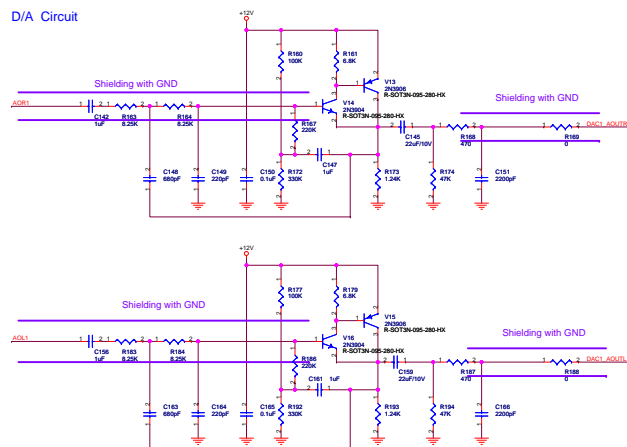 D/A Circuit
+12V
R160
100K
R161
6.8K
V13
2N3906
R-SOT3N-095-280-HX
Shielding with GND
Shielding with GND
AOR1
C142
1uF
R163
8.25K
R164
8.25K
V14
2N3904
R-SOT3N-095-280-HX
R167
220K
C145
22uF/10V
R168
470
R169
0
DAC1_AOUTR
C147
1uF
C148
680pF
C149
220pF
C150
0.1uF
R172
330K
R173
1.24K
R174
47K
C151
2200pF
+12V
R177
100K
R179
6.8K
V15
2N3906
R-SOT3N-095-280-HX
Shielding with GND
Shielding with GND
AOL1
C156
1uF
R183
8.25K
R184
8.25K
V16
2N3904
R-SOT3N-095-280-HX
R186
220K
C159
22uF/10V
R187
470
R188
0
DAC1_AOUTL
C161 1uF
C163
680pF
C164
220pF
C165
0.1uF
R192
330K
R193
1.24K
R194
47K
C166
2200pF